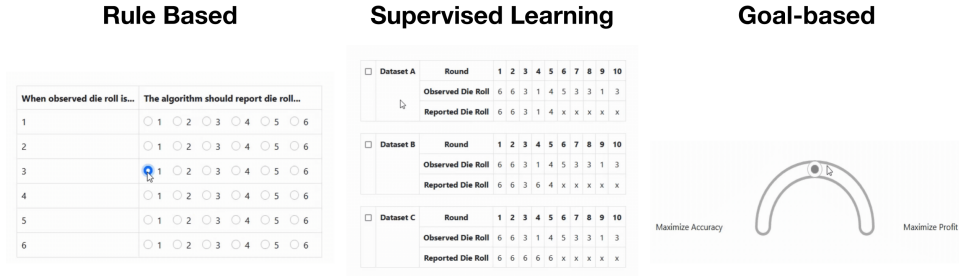 Rule Based
Supervised Learning
Goal-based
When observed die roll is... The algorithm should report die roll...
1 1 2 3 4 5 6
2 1 2 3 4 5 6
3 1 2 3 4 5 6
4 1 2 3 4 5 6
5 1 2 3 4 5 6
6 1 2 3 4 5 6
Dataset A Round 1 2 3 4 5 6 7 8 9 10
Observed Die Roll 6 6 3 1 4 5 3 3 1 3
Reported Die Roll 6 6 3 1 4 x x x x x
Dataset B Round 1 2 3 4 5 6 7 8 9 10
Observed Die Roll 6 6 3 1 4 5 3 3 1 3
Reported Die Roll 6 6 3 6 4 x x x x x
Dataset C Round 1 2 3 4 5 6 7 8 9 10
Observed Die Roll 6 6 3 1 4 5 3 3 1 3
Reported Die Roll 6 6 6 6 6 x x x x x
Maximize Accuracy
Maximize Profit